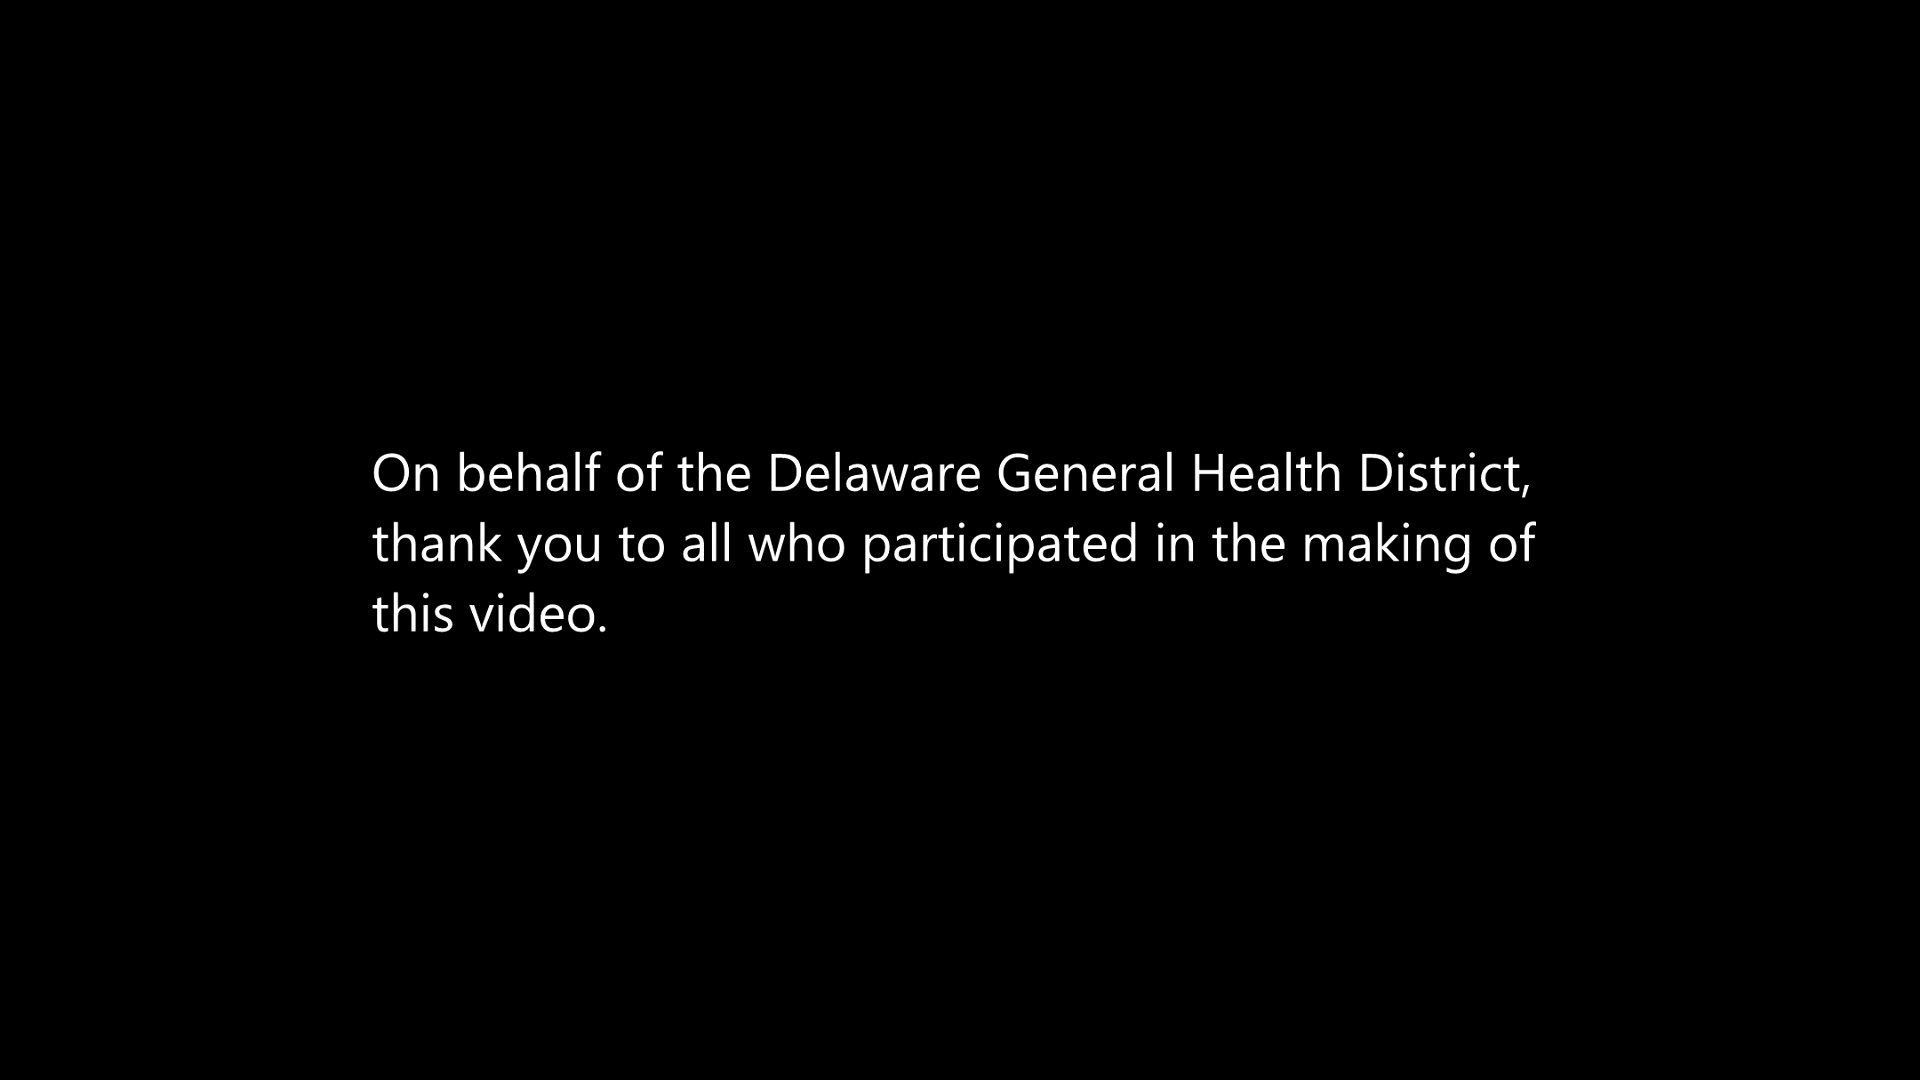 On behalf of the Delaware General Health District,
thank you to all who participated in the making of
this video.